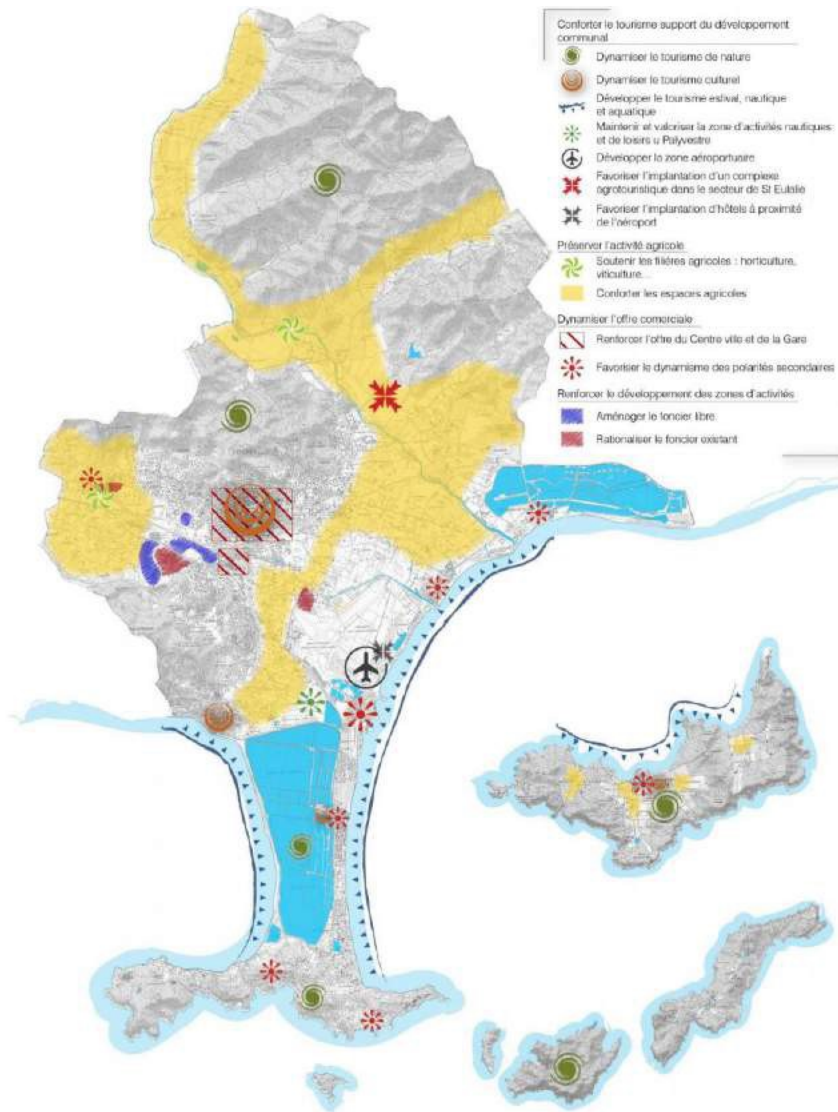 Conforter le tourisme support du développement
communal
Dynamiser le tourisme de nature
Dynamiser le tourisme culturel
Développer le tourisme estival, nautique
et aquatique
Maintenir et valoriser la zone d'activités nautiques
et de loisirs u Palyvestre
Développer la zone aéroportuaire
Favoriser l'implantation d'un complexe
agrotouristique dans le secteur de St Eulalie
Favoriser l'implantation d'hôtels à proximité
de l'aéroport
Préserver l'activité agricole
Soutenir les filières agricoles : horticulture,
viticulture...
Conforter les espaces agricoles
Dynamiser l'offre comerciale
Renforcer l'offre du Centre ville et de la Gare
Favoriser le dynamisme des polarités secondaires
Renforcer le développement des zones d'activités
Aménager le foncier libre
Rationaliser le foncier existant